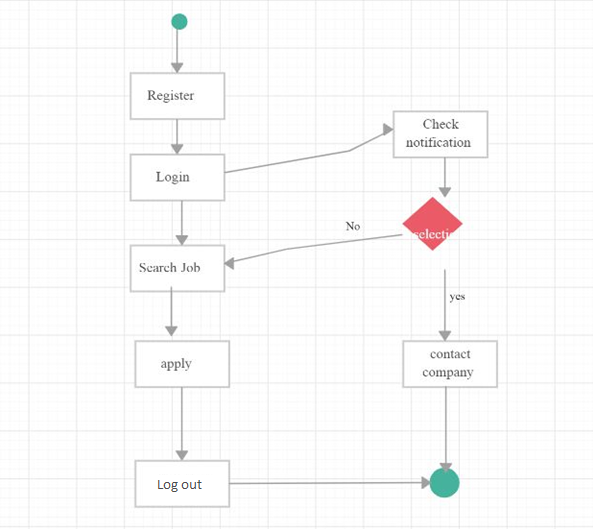 Register
Check
notification
Login
No
Search Job
yes
contact
company
apply
Log out